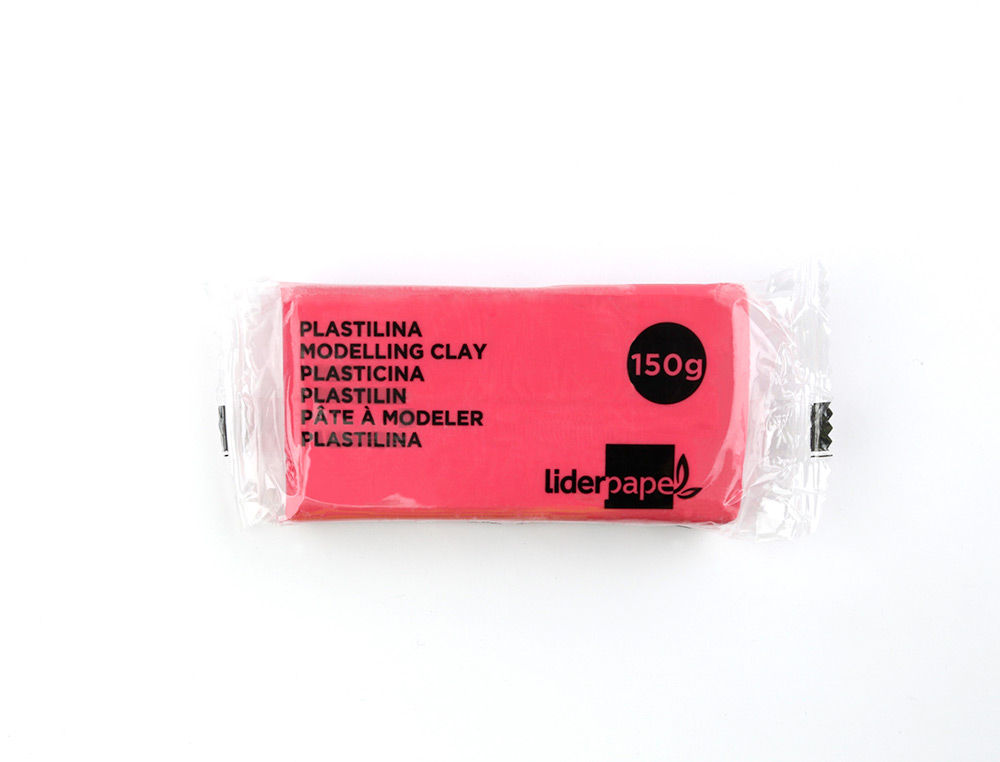 PLASTILINA
MODELLING CLAY
PLASTICINA
PLASTILIN
PÂTE À MODELER
PLASTILINA
150g
liderpapel